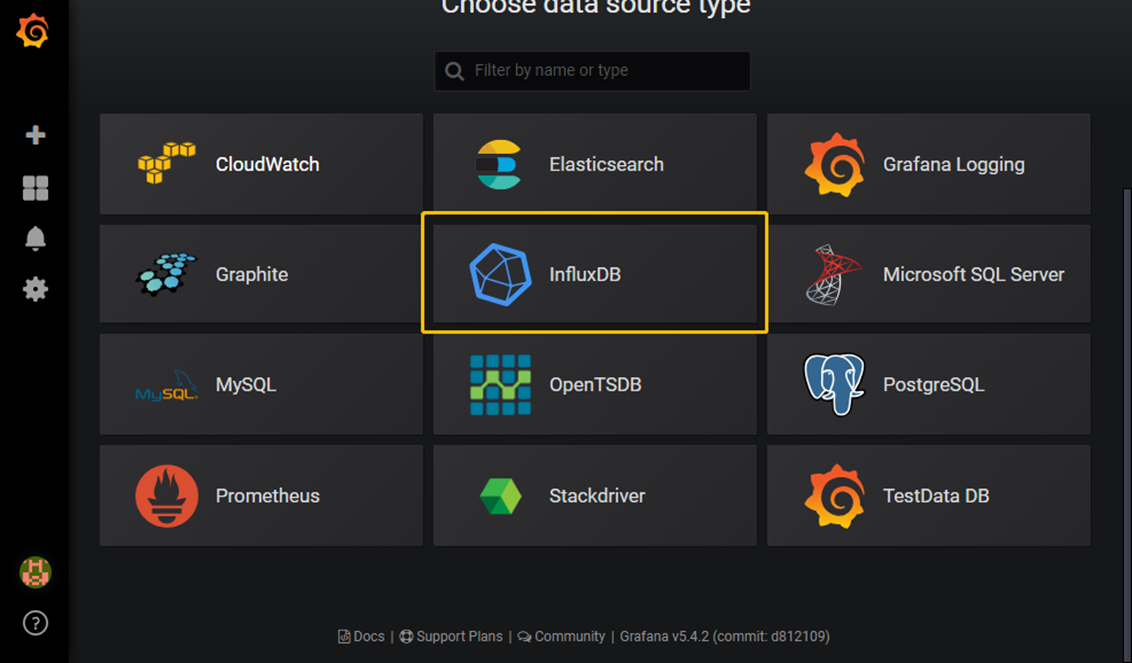 Choose data source type
Filter by name or type
CloudWatch
Elasticsearch
Grafana Logging
Graphite
InfluxDB
Microsoft SQL Server
MySQL
MySQL
OpenTSDB
PostgreSQL
Prometheus
Stackdriver
TestData DB
?
Docs | Support Plans | Community | Grafana v5.4.2 (commit: d812109)